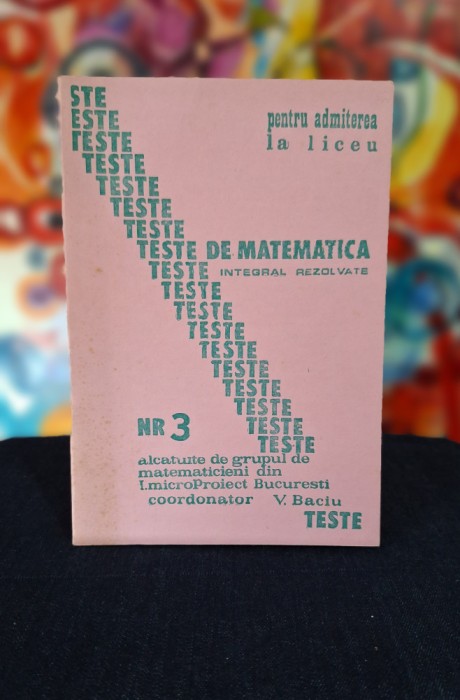 STE
ESTE
TESTE
TESTE
TESTE
TESTE
TESTE
TESTE DE MATEMATICA
TESTE INTEGRAL REZOLVATE
TESTE
TESTE
TESTE
TESTE
TESTE
TESTE
TESTE
TESTE
TESTE
pentru admiterea
la liceu
NR 3
alcatuite de grupul de
matematicieni din
I.microProiect Bucuresti
coordonator V. Baciu
TESTE